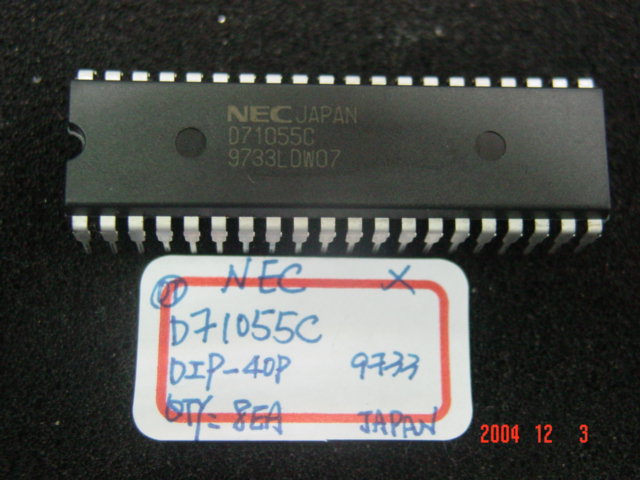 NEC JAPAN
D71055C
9733LDW07
NEC X
D71055C
DIP-40P 9733
QTY= 8EA JAPAN
2004 12 3